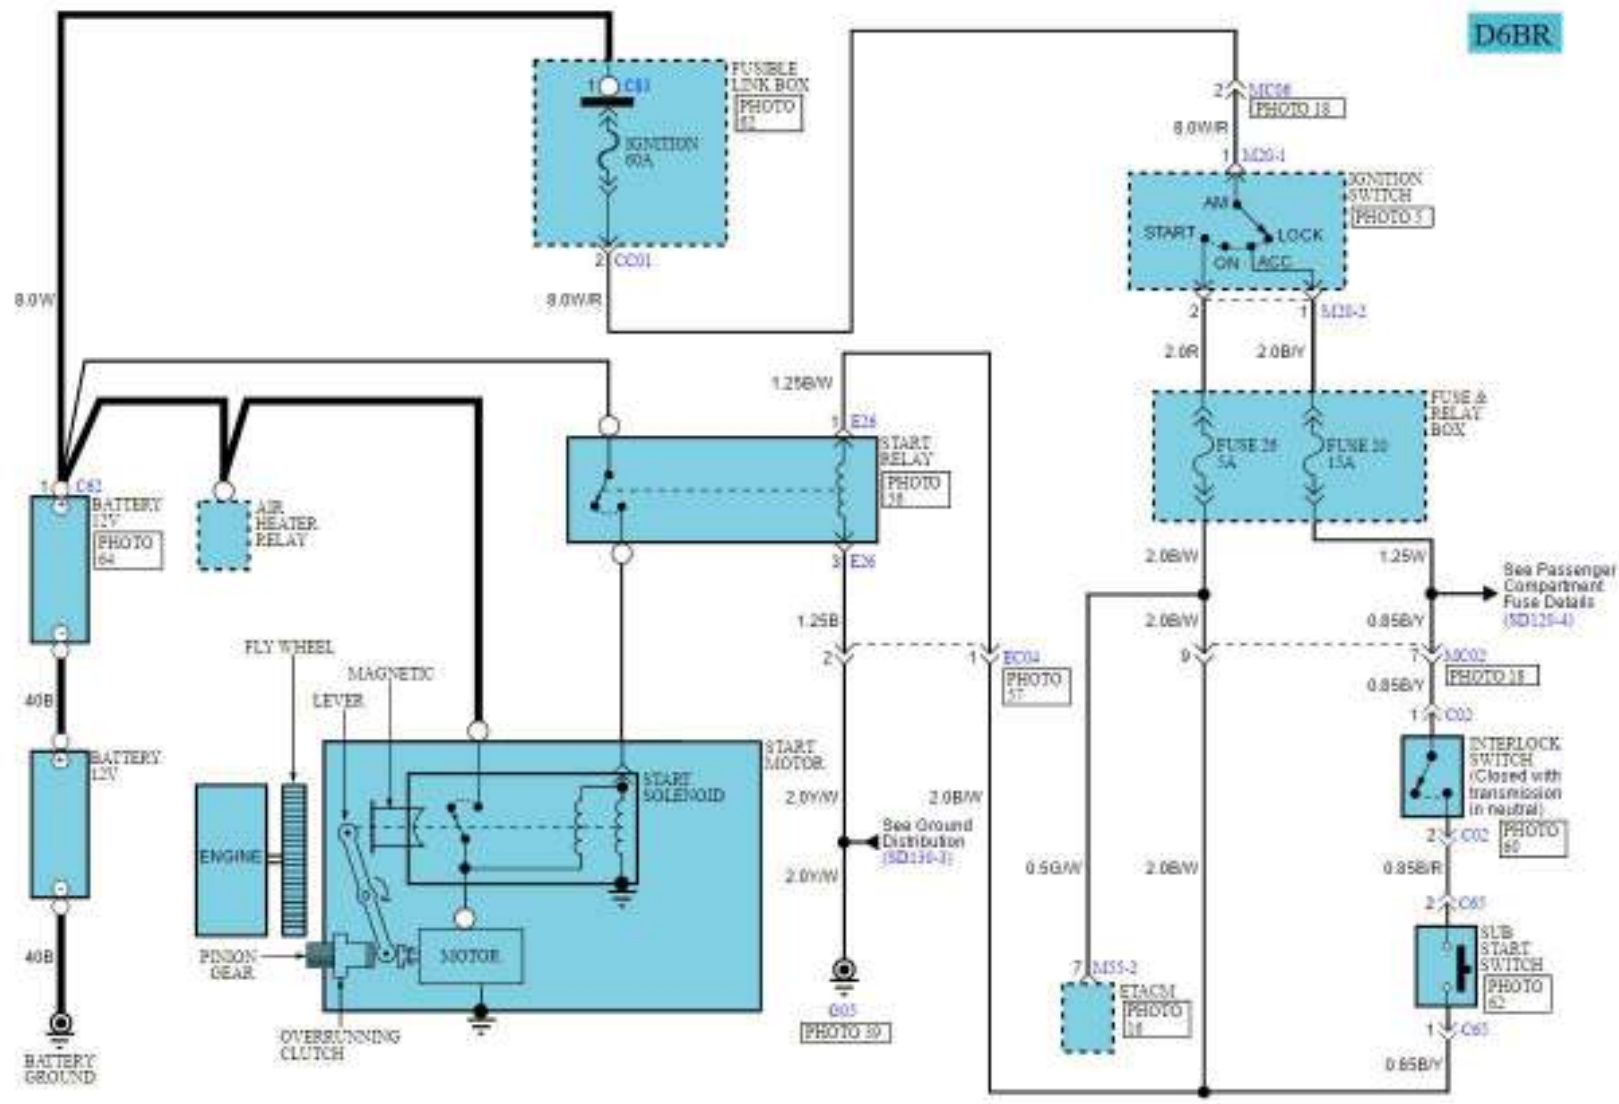 D6BR
1 C83
FUSIBLE
LINK BOX
PHOTO
62
IGNITION
60A
2 CC01
8.0W
8.0W/R
2 MC06
PHOTO 18
8.0W/R
1 M20-1
IGNITION
SWITCH
PHOTO 5
AM
START
LOCK
ON ACC
2
1 M20-2
2.0R
2.0B/Y
1.25B/W
1 E26
START
RELAY
PHOTO
58
3 E26
FUSE &
RELAY
BOX
FUSE 26
5A
FUSE 20
15A
1 C62
BATTERY
12V
PHOTO
64
AIR
HEATER
RELAY
2.0B/W
1.25W
See Passenger
Compartment
Fuse Details
(SD120-4)
1.25B
2.0B/W
0.85B/Y
2
1 EC04
PHOTO
57
9
7 MC02
PHOTO 18
0.85B/Y
1 C02
FLY WHEEL
MAGNETIC
LEVER
40B
BATTERY
12V
START
MOTOR
START
SOLENOID
INTERLOCK
SWITCH
(Closed with
transmission
in neutral)
PHOTO
60
2 C02
2.0Y/W
2.0B/W
See Ground
Distribution
(SD130-3)
2.0Y/W
0.5G/W
2.0B/W
0.85B/R
2 C65
ENGINE
SUB
START
SWITCH
PHOTO
62
40B
PINION
GEAR
MOTOR
7 M55-2
ETACM
PHOTO
16
G05
PHOTO 39
1 C65
OVERRUNNING
CLUTCH
0.85B/Y
BATTERY
GROUND